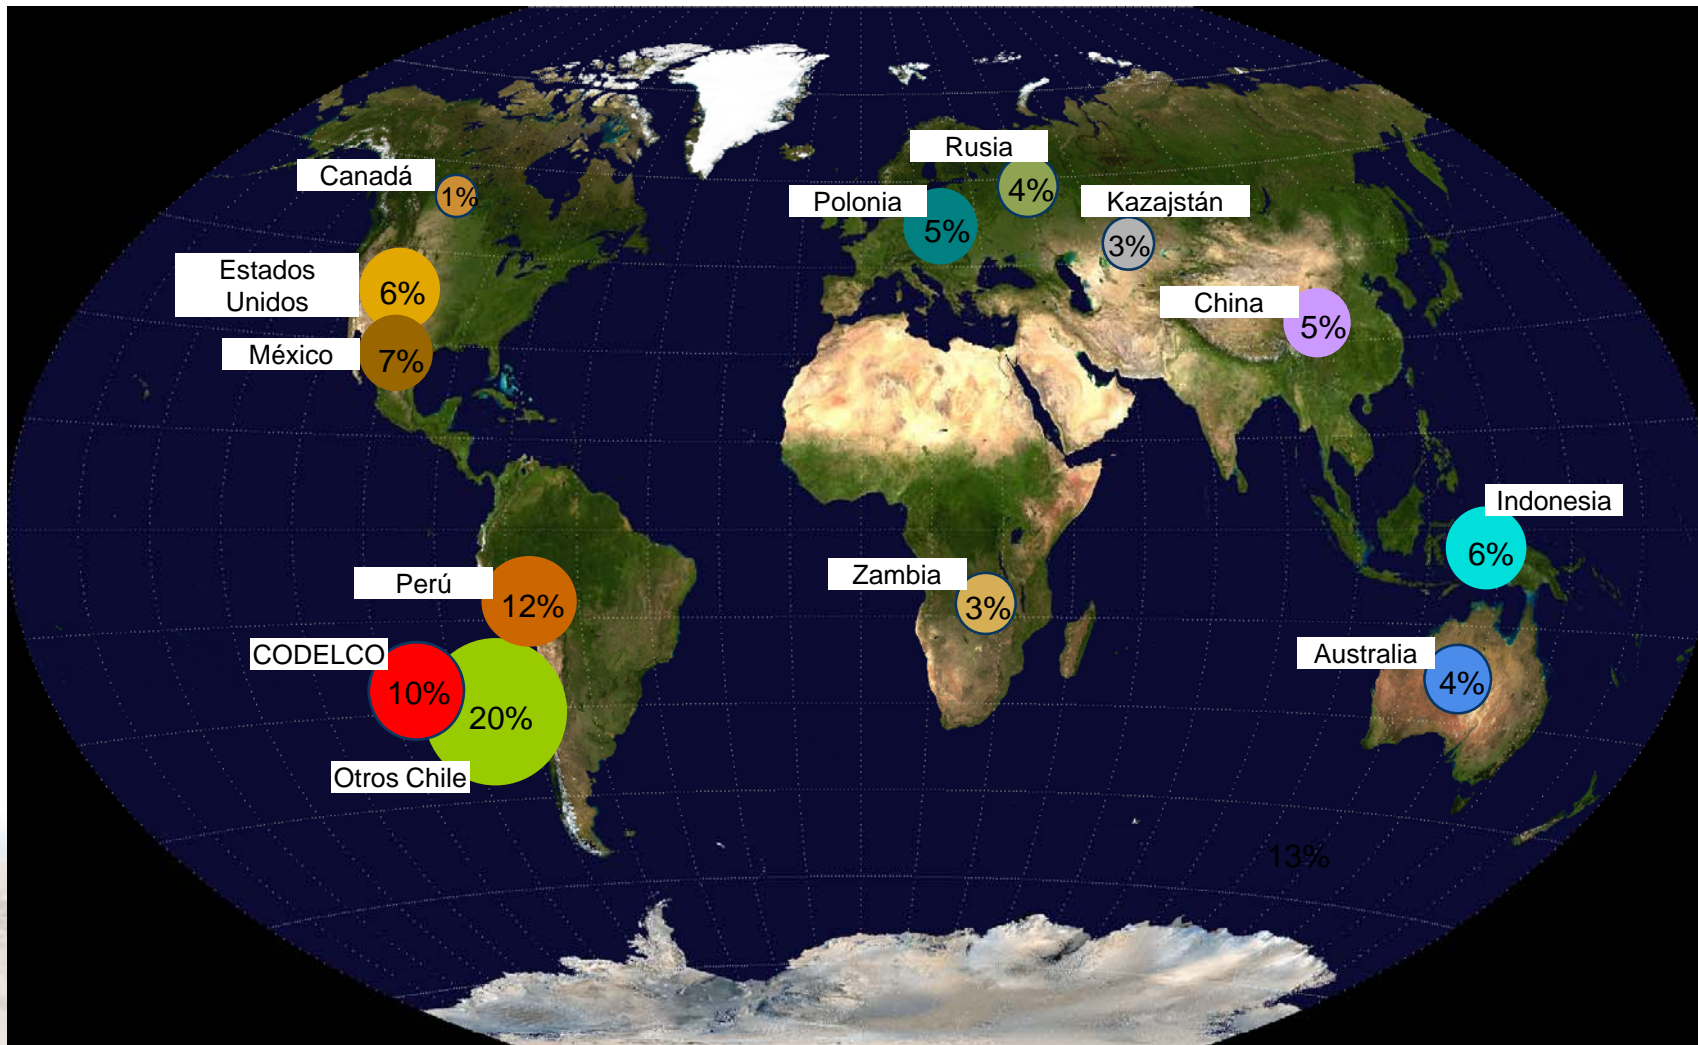 Rusia
4%
Canadá
1%
Polonia
5%
Kazajstán
3%
Estados
Unidos
6%
China
5%
México
7%
Indonesia
6%
Perú
12%
Zambia
3%
CODELCO
10%
Australia
4%
20%
Otros Chile
13%